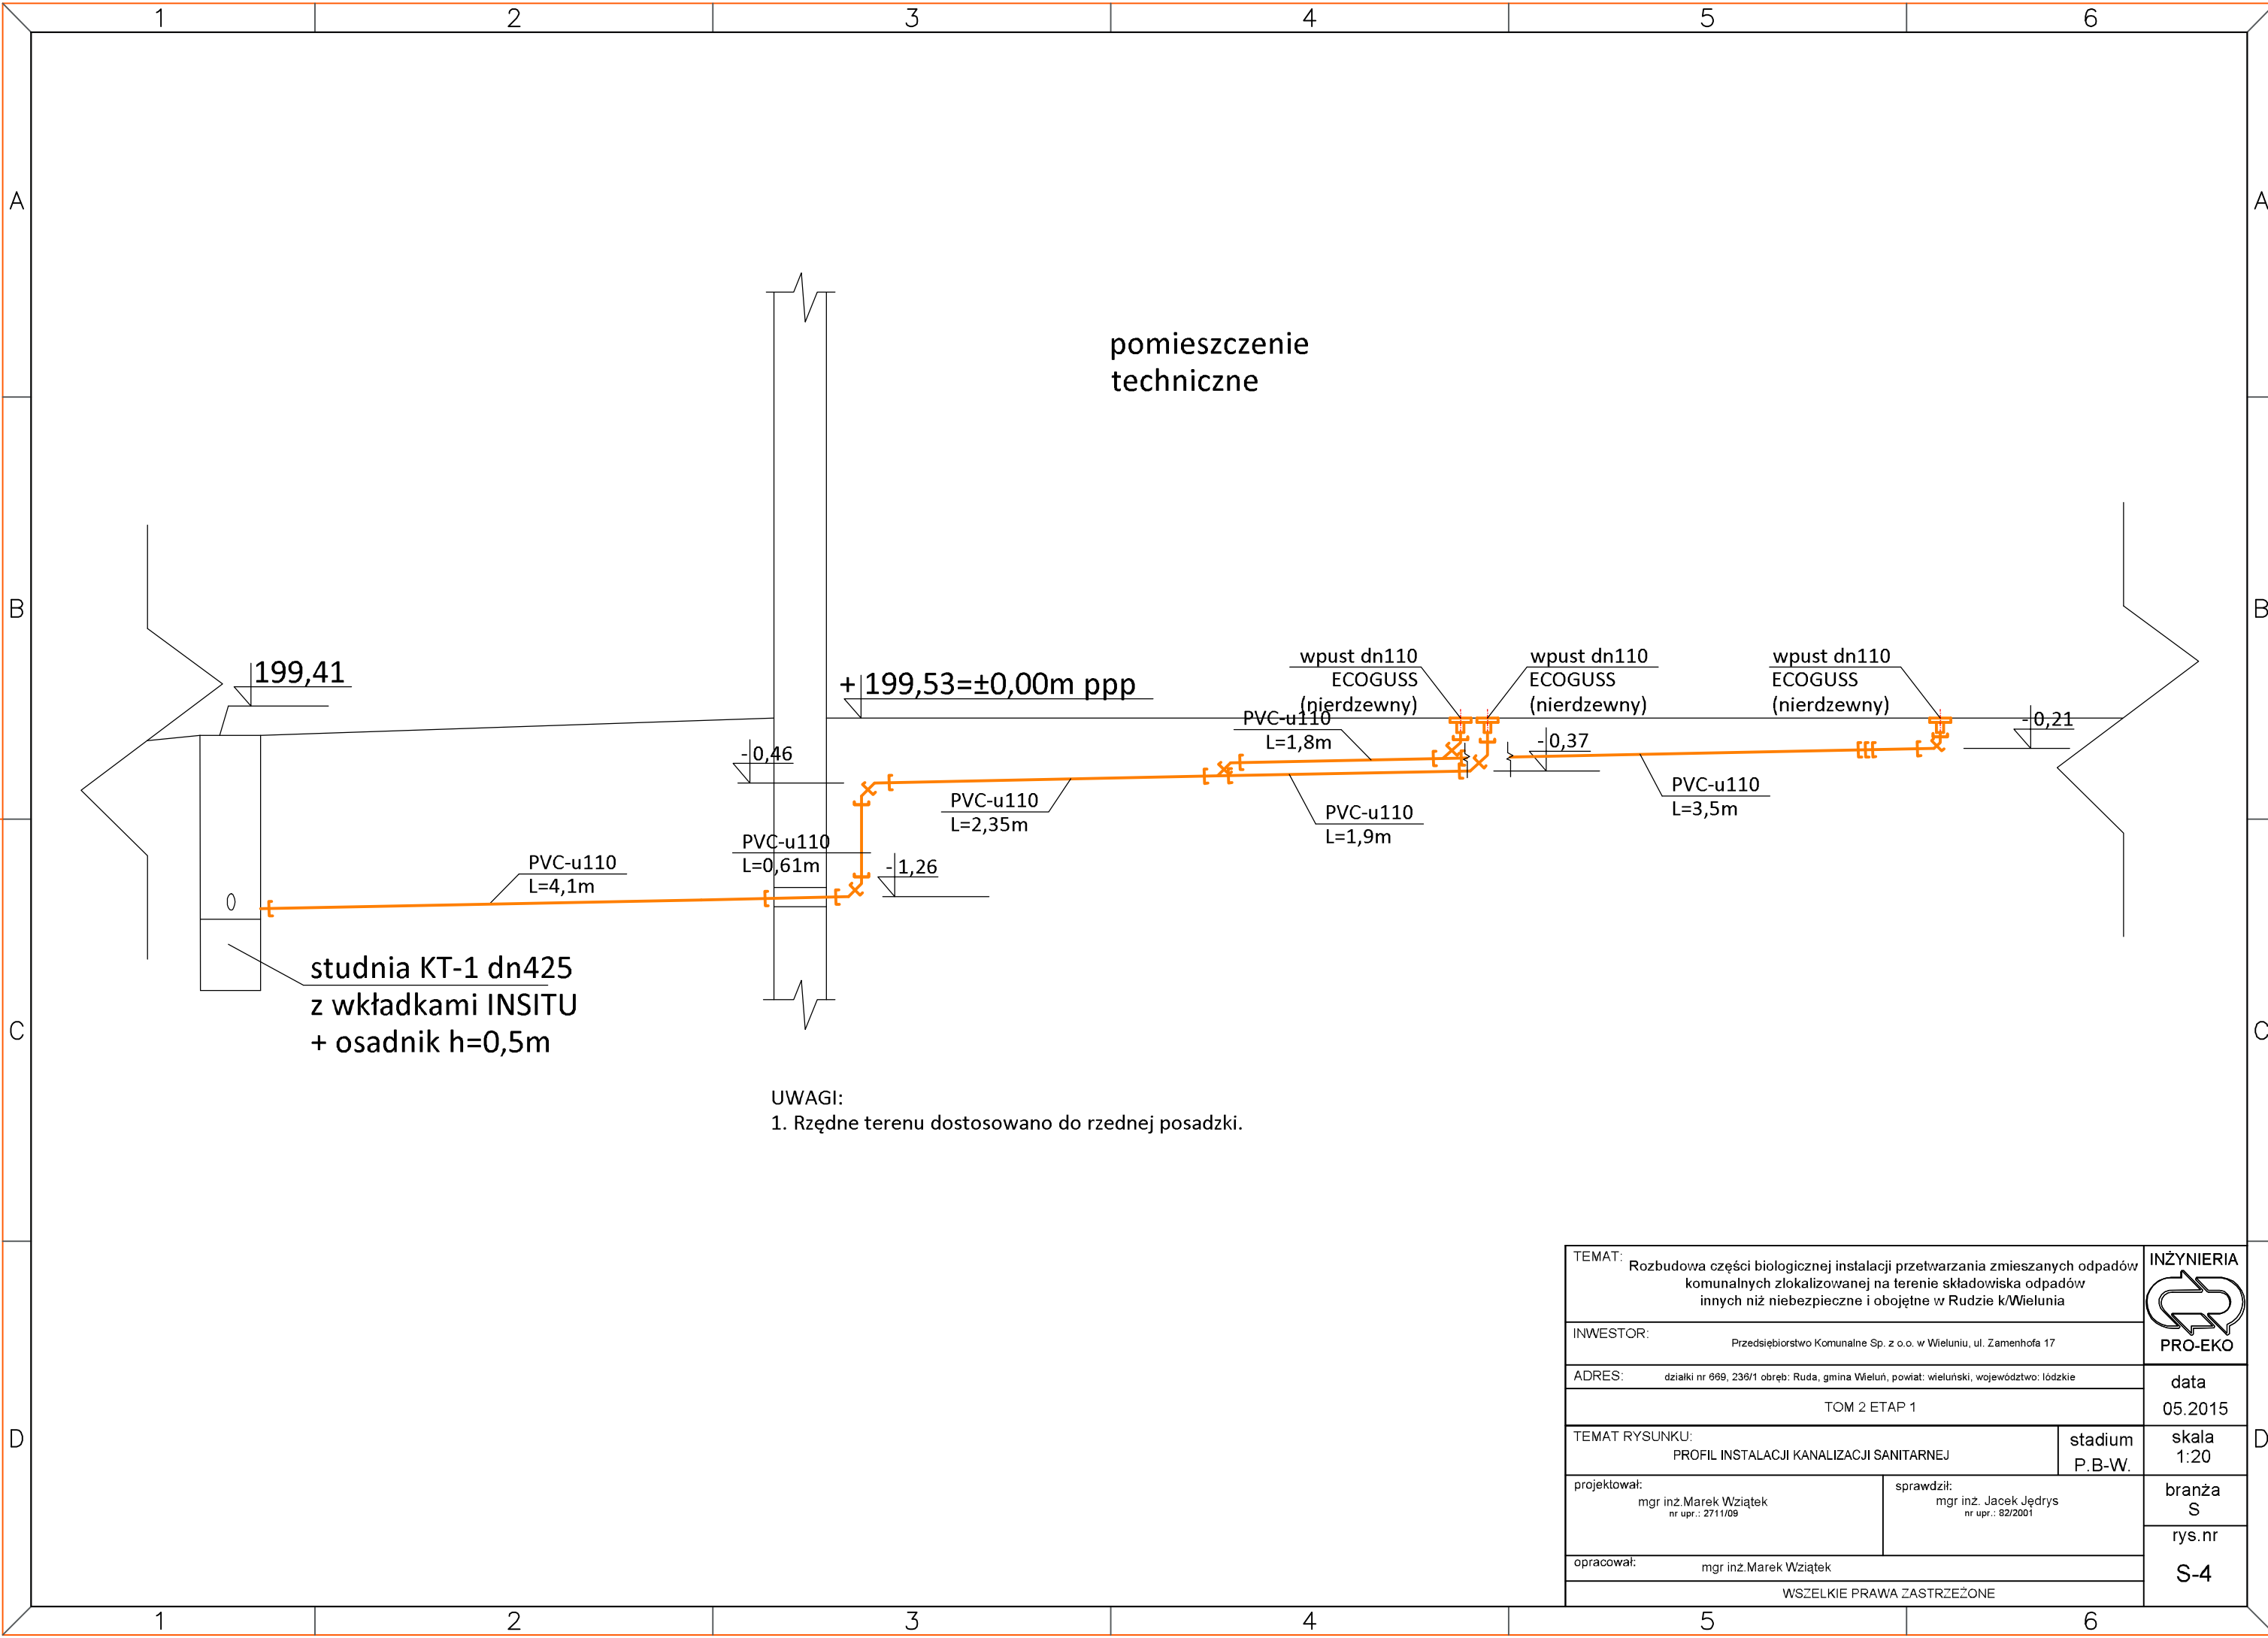 1 2 3 4 5 6
A A
B B
C C
D D
1 2 3 4 5 6
pomieszczenie
techniczne
199,41
+199,53=±0,00m ppp
wpust dn110
ECOGUSS
(nierdzewny)
wpust dn110
ECOGUSS
(nierdzewny)
wpust dn110
ECOGUSS
(nierdzewny)
PVC-u110
L=1,8m
-0,46
-0,37
-0,21
PVC-u110
L=2,35m
PVC-u110
L=1,9m
PVC-u110
L=3,5m
PVC-u110
L=0,61m
-1,26
PVC-u110
L=4,1m
studnia KT-1 dn425
z wkładkami INSITU
+ osadnik h=0,5m
UWAGI:
1. Rzędne terenu dostosowano do rzednej posadzki.
TEMAT:
Rozbudowa części biologicznej instalacji przetwarzania zmieszanych odpadów
komunalnych zlokalizowanej na terenie składowiska odpadów
innych niż niebezpieczne i obojętne w Rudzie k/Wielunia
INŻYNIERIA
PRO-EKO
INWESTOR:
Przedsiębiorstwo Komunalne Sp. z o.o. w Wieluniu, ul. Zamenhofa 17
ADRES:
działki nr 669, 236/1 obręb: Ruda, gmina Wieluń, powiat: wieluński, województwo: łódzkie
data
05.2015
TOM 2 ETAP 1
TEMAT RYSUNKU:
PROFIL INSTALACJI KANALIZACJI SANITARNEJ
stadium
P.B-W.
skala
1:20
projektował:
mgr inż.Marek Wziątek
nr upr.: 2711/09
sprawdził:
mgr inż. Jacek Jędrys
nr upr.: 82/2001
branża
S
rys.nr
S-4
opracował:
mgr inż.Marek Wziątek
WSZELKIE PRAWA ZASTRZEŻONE